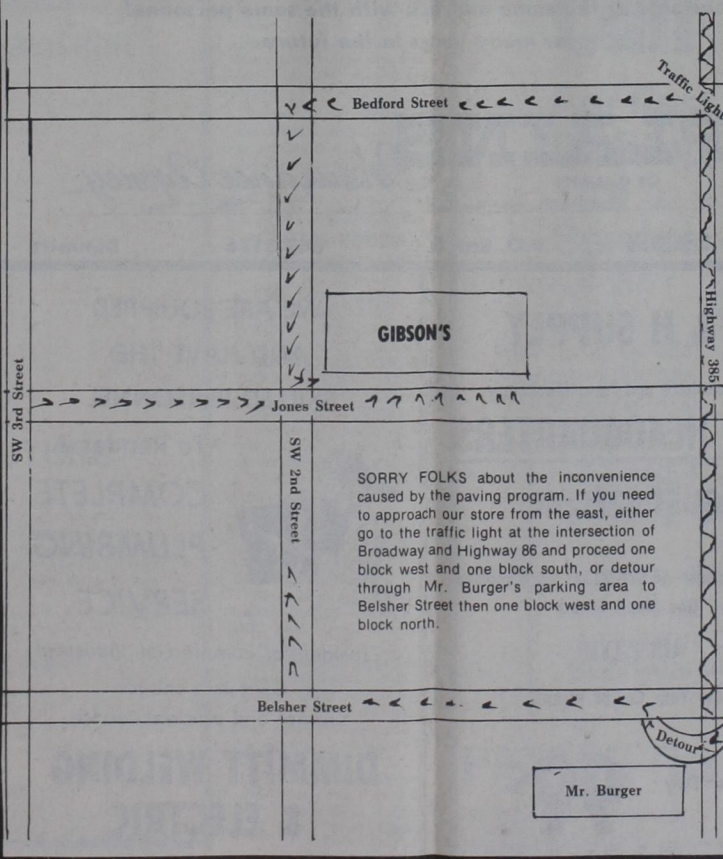 Traffic Light
Bedford Street
Highway 385
GIBSON'S
SW 3rd Street
Jones Street
SW 2nd Street
SORRY FOLKS about the inconvenience
caused by the paving program. If you need
to approach our store from the east, either
go to the traffic light at the intersection of
Broadway and Highway 86 and proceed one
block west and one block south, or detour
through Mr. Burger's parking area to
Belsher Street then one block west and one
block north.
Belsher Street
Detour
Mr. Burger